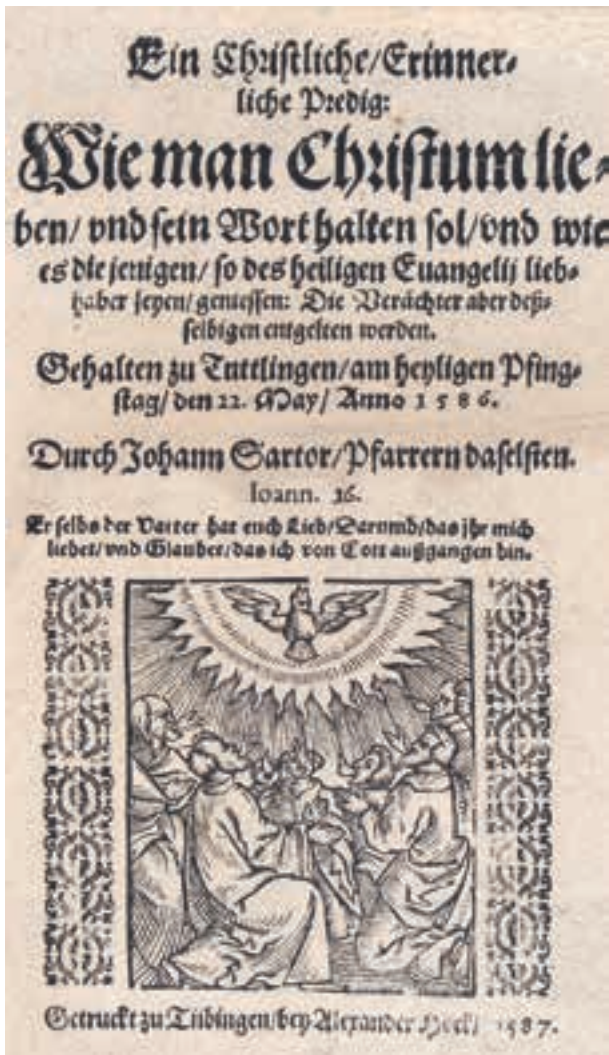 Ein Christliche/Erinner⸗
liche Predig:
Wie man Christum lie⸗
ben/ vnd sein Wort halten sol/vnd wie
es die jenigen/ so des heiligen Euangelij lieb⸗
haber seyen/geniessen: Die Verächter aber deß⸗
selbigen entgelten werden.
Gehalten zu Tuttlingen/am heyligen Pfing⸗
stag/ den 22. May/ Anno 1586.
Durch Johann Sartor/Pfarrern daselsten.
Ioann. 16.
Er selbs der Vatter hat euch Lieb/Darumb/das jhr mich
liebet/vnd Glaubet/das ich von Gott außgangen bin.
Getruckt zu Tübingen/bey Alexander Hock/ 1587.